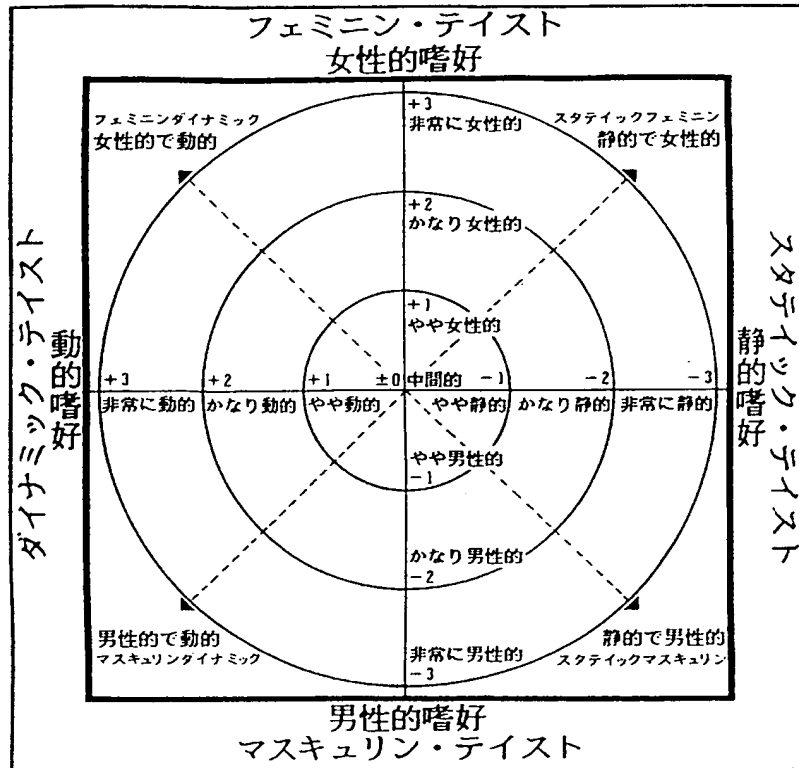 フェミニン・テイスト
女性的嗜好
フェミニンダイナミック
女性的で動的
+3
非常に女性的
スタテイックフェミニン
静的で女性的
+2
かなり女性的
+1
やや女性的
ダイナミック・テイスト
動的嗜好
+3
非常に動的
+2
かなり動的
+1
やや動的
±0
中間的
-1
やや静的
-2
かなり静的
-3
非常に静的
静的嗜好
スタテイック・テイスト
やや男性的
-1
かなり男性的
-2
男性的で動的
マスキュリンダイナミック
非常に男性的
-3
静的で男性的
スタテイックマスキュリン
男性的嗜好
マスキュリン・テイスト